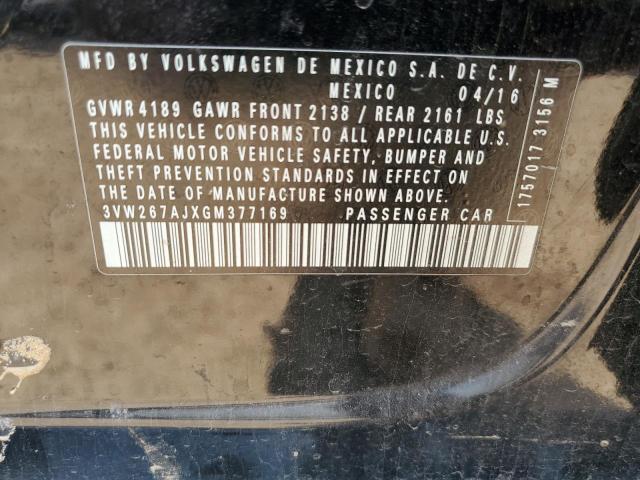 MFD BY VOLKSWAGEN DE MEXICO S.A. DE C.V.
MEXICO 04/16
GVWR 4189 GAWR FRONT 2138 / REAR 2161 LBS
THIS VEHICLE CONFORMS TO ALL APPLICABLE U.S.
FEDERAL MOTOR VEHICLE SAFETY, BUMPER AND
THEFT PREVENTION STANDARDS IN EFFECT ON
THE DATE OF MANUFACTURE SHOWN ABOVE.
3VW267AJXGM377169 PASSENGER CAR
1757017 3156 M